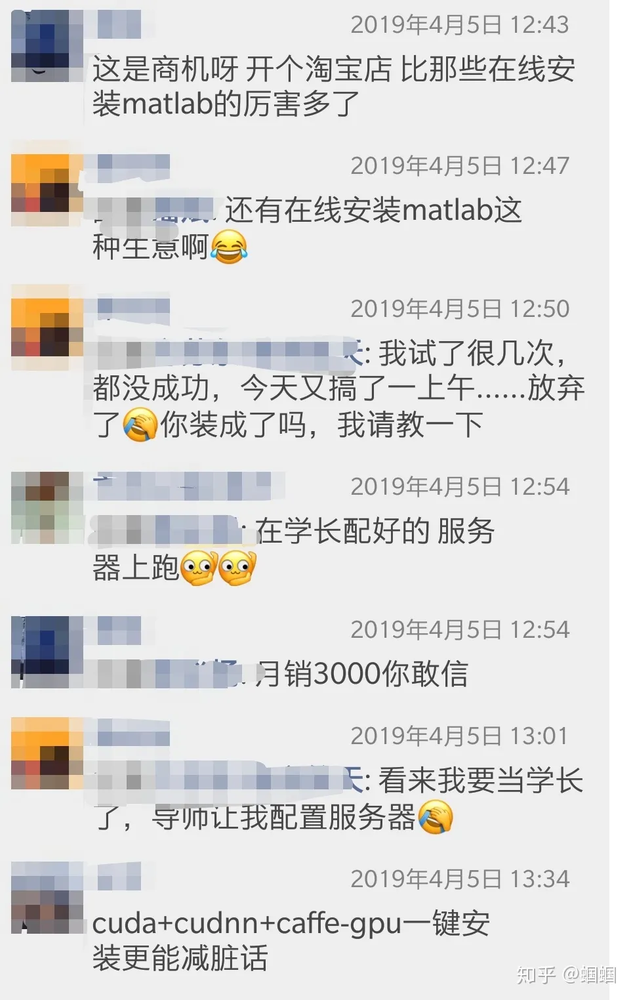 2019年4月5日 12:43
这是商机呀 开个淘宝店 比那些在线安
装matlab的厉害多了
2019年4月5日 12:47
还有在线安装matlab这
种生意啊😂
2019年4月5日 12:50
: 我试了很几次，
都没成功，今天又搞了一上午......放弃
了🤦你装成了吗，我请教一下
2019年4月5日 12:54
: 在学长配好的 服务
器上跑
2019年4月5日 12:54
月销3000你敢信
2019年4月5日 13:01
天: 看来我要当学长
了，导师让我配置服务器🤦
2019年4月5日 13:34
cuda+cudnn+caffe-gpu一键安
装更能减脏话
知乎 @蝈蝈